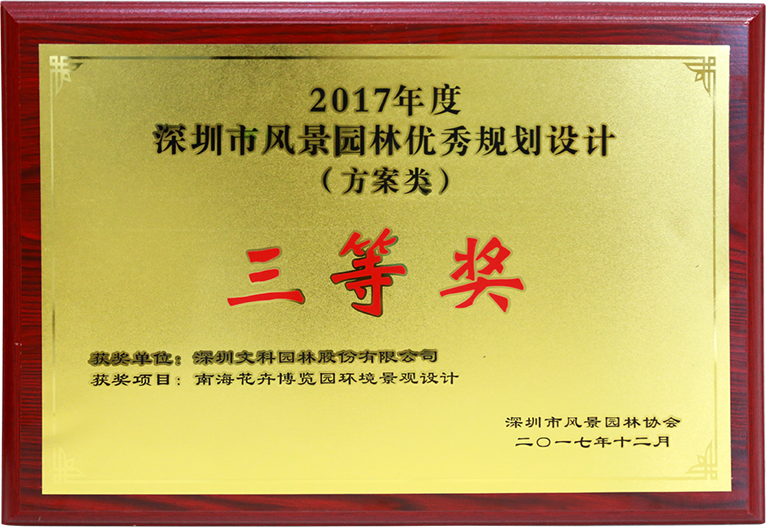 2017年度
深圳市风景园林优秀规划设计
（方案类）
三等奖
获奖单位：深圳文科园林股份有限公司
获奖项目：南海花卉博览园环境景观设计
深圳市风景园林协会
二〇一七年十二月